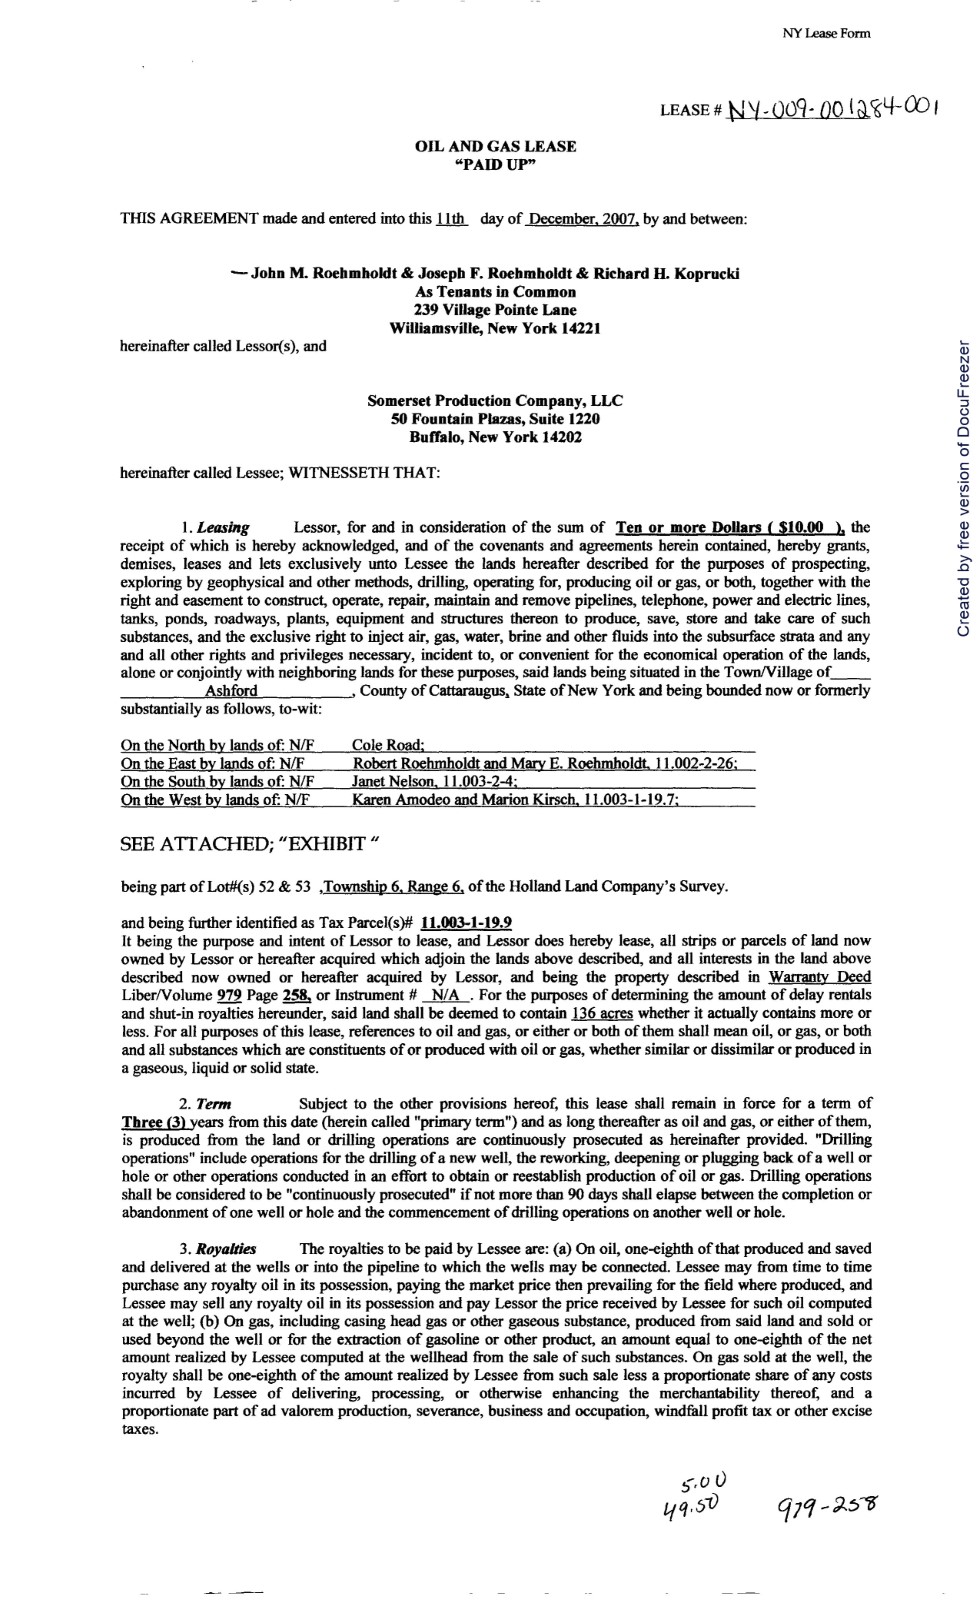 NY Lease Form
LEASE # NY-009-001284-001
OIL AND GAS LEASE
“PAID UP”
THIS AGREEMENT made and entered into this 11th day of December, 2007, by and between:
— John M. Roehmholdt & Joseph F. Roehmholdt & Richard H. Koprucki
As Tenants in Common
239 Village Pointe Lane
Williamsville, New York 14221
hereinafter called Lessor(s), and
Somerset Production Company, LLC
50 Fountain Plazas, Suite 1220
Buffalo, New York 14202
hereinafter called Lessee; WITNESSETH THAT:
1. Leasing Lessor, for and in consideration of the sum of Ten or more Dollars ( $10.00 ), the
receipt of which is hereby acknowledged, and of the covenants and agreements herein contained, hereby grants,
demises, leases and lets exclusively unto Lessee the lands hereafter described for the purposes of prospecting,
exploring by geophysical and other methods, drilling, operating for, producing oil or gas, or both, together with the
right and easement to construct, operate, repair, maintain and remove pipelines, telephone, power and electric lines,
tanks, ponds, roadways, plants, equipment and structures thereon to produce, save, store and take care of such
substances, and the exclusive right to inject air, gas, water, brine and other fluids into the subsurface strata and any
and all other rights and privileges necessary, incident to, or convenient for the economical operation of the lands,
alone or conjointly with neighboring lands for these purposes, said lands being situated in the Town/Village of_____
Ashford , County of Cattaraugus, State of New York and being bounded now or formerly
substantially as follows, to-wit:
On the North by lands of: N/F Cole Road;
On the East by lands of: N/F Robert Roehmholdt and Mary E. Roehmholdt, 11.002-2-26;
On the South by lands of: N/F Janet Nelson, 11.003-2-4;
On the West by lands of: N/F Karen Amodeo and Marion Kirsch, 11.003-1-19.7;
SEE ATTACHED; "EXHIBIT "
being part of Lot#(s) 52 & 53 ,Township 6, Range 6, of the Holland Land Company's Survey.
and being further identified as Tax Parcel(s)# 11.003-1-19.9
It being the purpose and intent of Lessor to lease, and Lessor does hereby lease, all strips or parcels of land now
owned by Lessor or hereafter acquired which adjoin the lands above described, and all interests in the land above
described now owned or hereafter acquired by Lessor, and being the property described in Warranty Deed
Liber/Volume 979 Page 258, or Instrument # N/A . For the purposes of determining the amount of delay rentals
and shut-in royalties hereunder, said land shall be deemed to contain 136 acres whether it actually contains more or
less. For all purposes of this lease, references to oil and gas, or either or both of them shall mean oil, or gas, or both
and all substances which are constituents of or produced with oil or gas, whether similar or dissimilar or produced in
a gaseous, liquid or solid state.
2. Term Subject to the other provisions hereof, this lease shall remain in force for a term of
Three (3) years from this date (herein called "primary term") and as long thereafter as oil and gas, or either of them,
is produced from the land or drilling operations are continuously prosecuted as hereinafter provided. "Drilling
operations" include operations for the drilling of a new well, the reworking, deepening or plugging back of a well or
hole or other operations conducted in an effort to obtain or reestablish production of oil or gas. Drilling operations
shall be considered to be "continuously prosecuted" if not more than 90 days shall elapse between the completion or
abandonment of one well or hole and the commencement of drilling operations on another well or hole.
3. Royalties The royalties to be paid by Lessee are: (a) On oil, one-eighth of that produced and saved
and delivered at the wells or into the pipeline to which the wells may be connected. Lessee may from time to time
purchase any royalty oil in its possession, paying the market price then prevailing for the field where produced, and
Lessee may sell any royalty oil in its possession and pay Lessor the price received by Lessee for such oil computed
at the well; (b) On gas, including casing head gas or other gaseous substance, produced from said land and sold or
used beyond the well or for the extraction of gasoline or other product, an amount equal to one-eighth of the net
amount realized by Lessee computed at the wellhead from the sale of such substances. On gas sold at the well, the
royalty shall be one-eighth of the amount realized by Lessee from such sale less a proportionate share of any costs
incurred by Lessee of delivering, processing, or otherwise enhancing the merchantability thereof, and a
proportionate part of ad valorem production, severance, business and occupation, windfall profit tax or other excise
taxes.
5.00
49.50 979-258
Created by free version of DocuFreezer